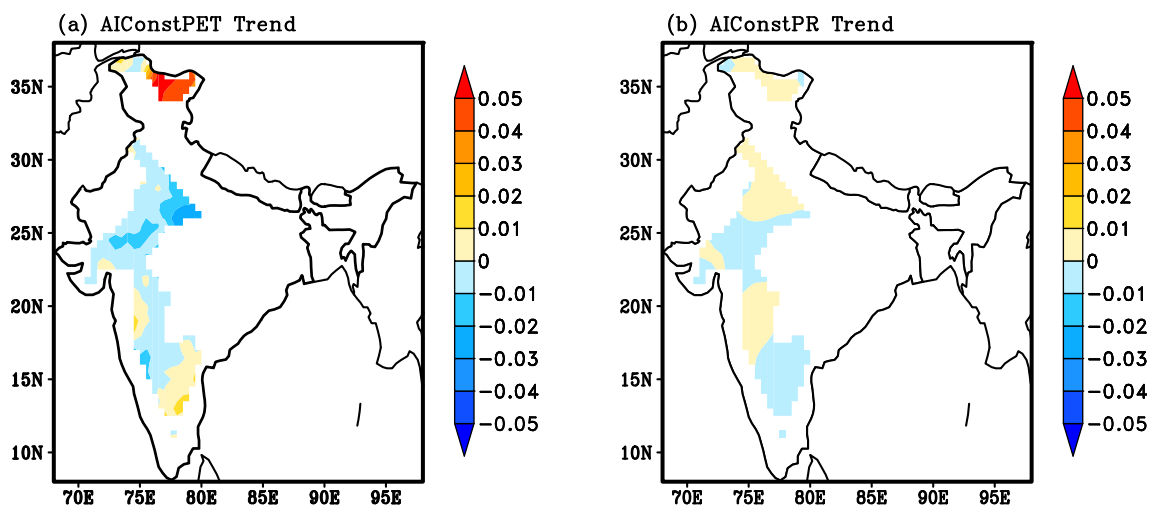 (a) AIConstPET Trend
35N
30N
25N
20N
15N
10N
70E 75E 80E 85E 90E 95E
0.05
0.04
0.03
0.02
0.01
0
−0.01
−0.02
−0.03
−0.04
−0.05
(b) AIConstPR Trend
35N
30N
25N
20N
15N
10N
70E 75E 80E 85E 90E 95E
0.05
0.04
0.03
0.02
0.01
0
−0.01
−0.02
−0.03
−0.04
−0.05